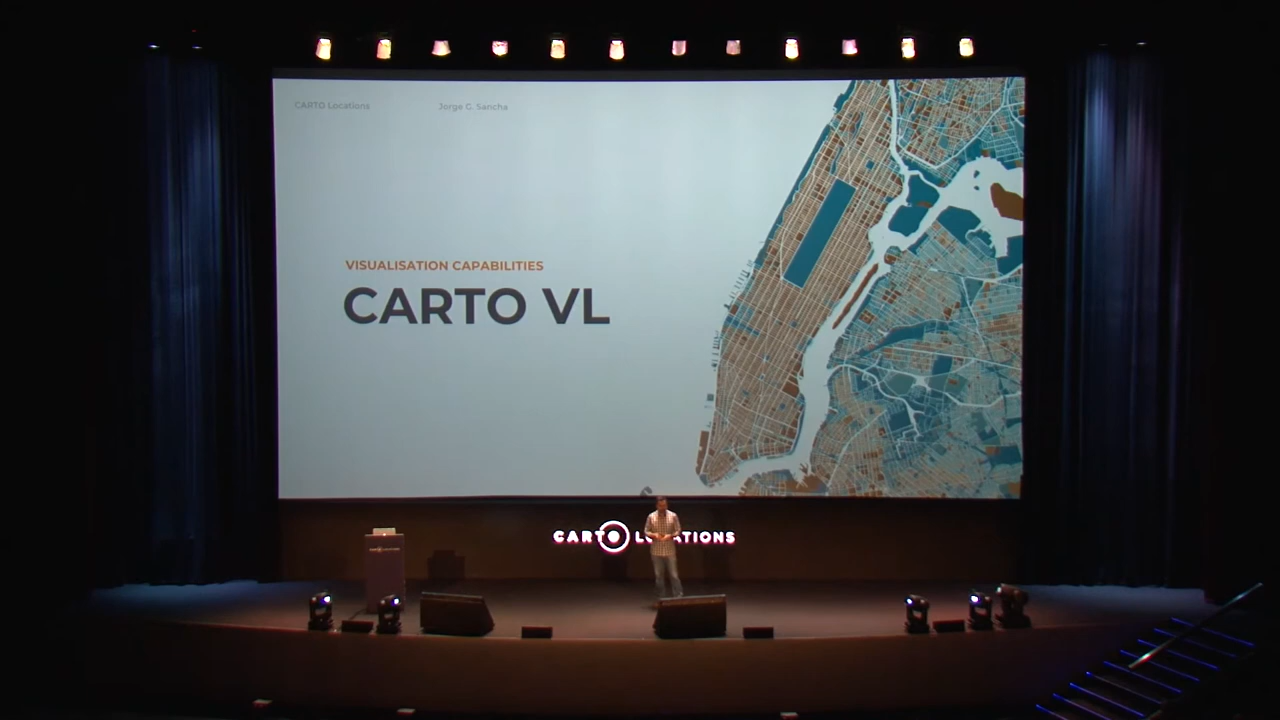 CARTO Locations
Jorge G. Sancha
VISUALISATION CAPABILITIES
CARTO VL
CARTO LOCATIONS